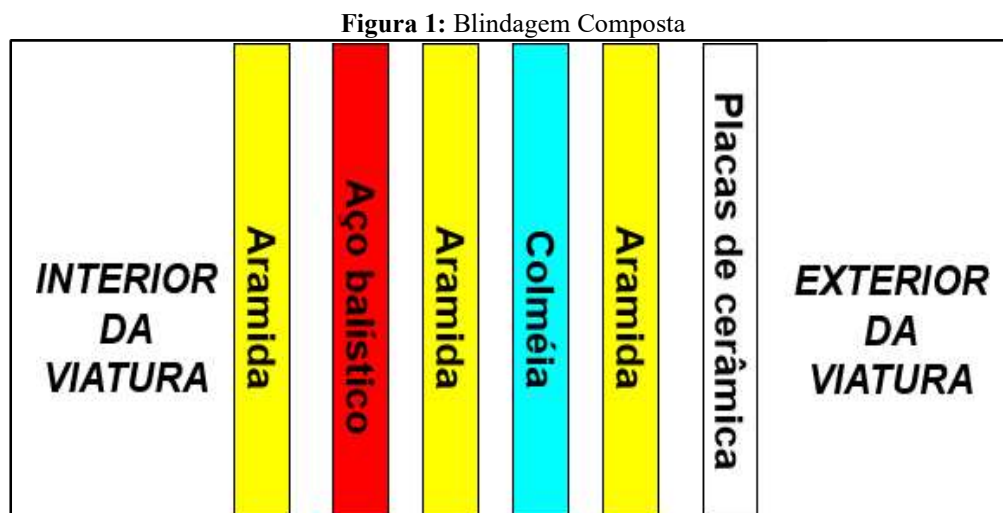 Figura 1: Blindagem Composta
INTERIOR
DA
VIATURA
Aramida
Aço balístico
Aramida
Colméia
Aramida
Placas de cerâmica
EXTERIOR
DA
VIATURA